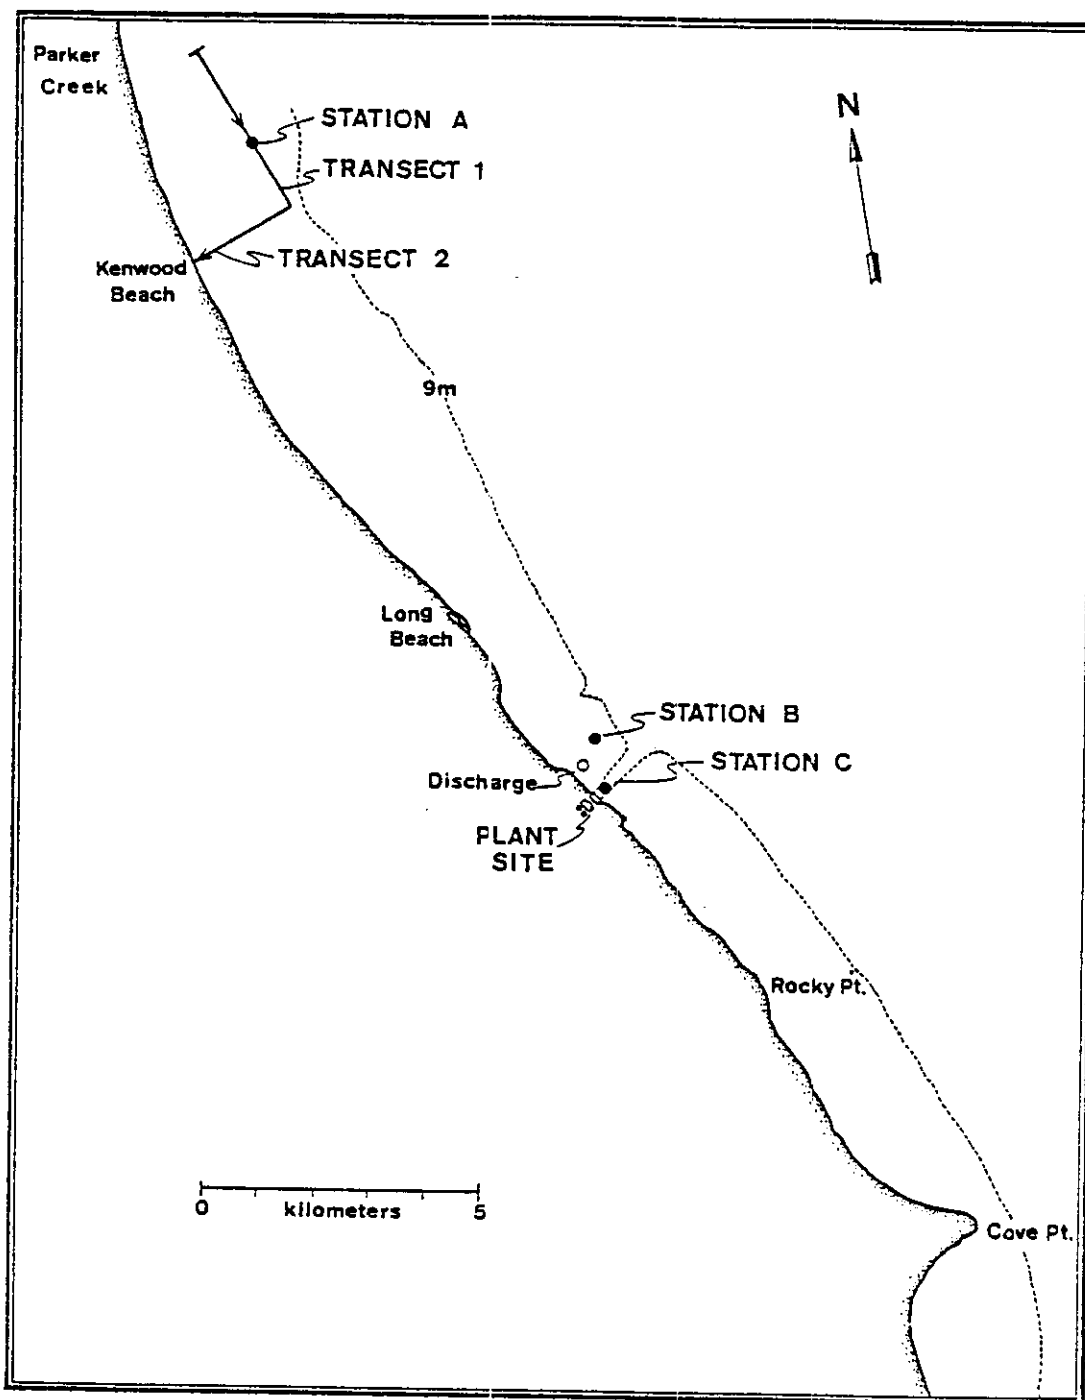 Parker
Creek
N
STATION A
TRANSECT 1
TRANSECT 2
Kenwood
Beach
9m
Long
Beach
STATION B
STATION C
Discharge
PLANT
SITE
Rocky Pt.
0 kilometers 5
Cove Pt.